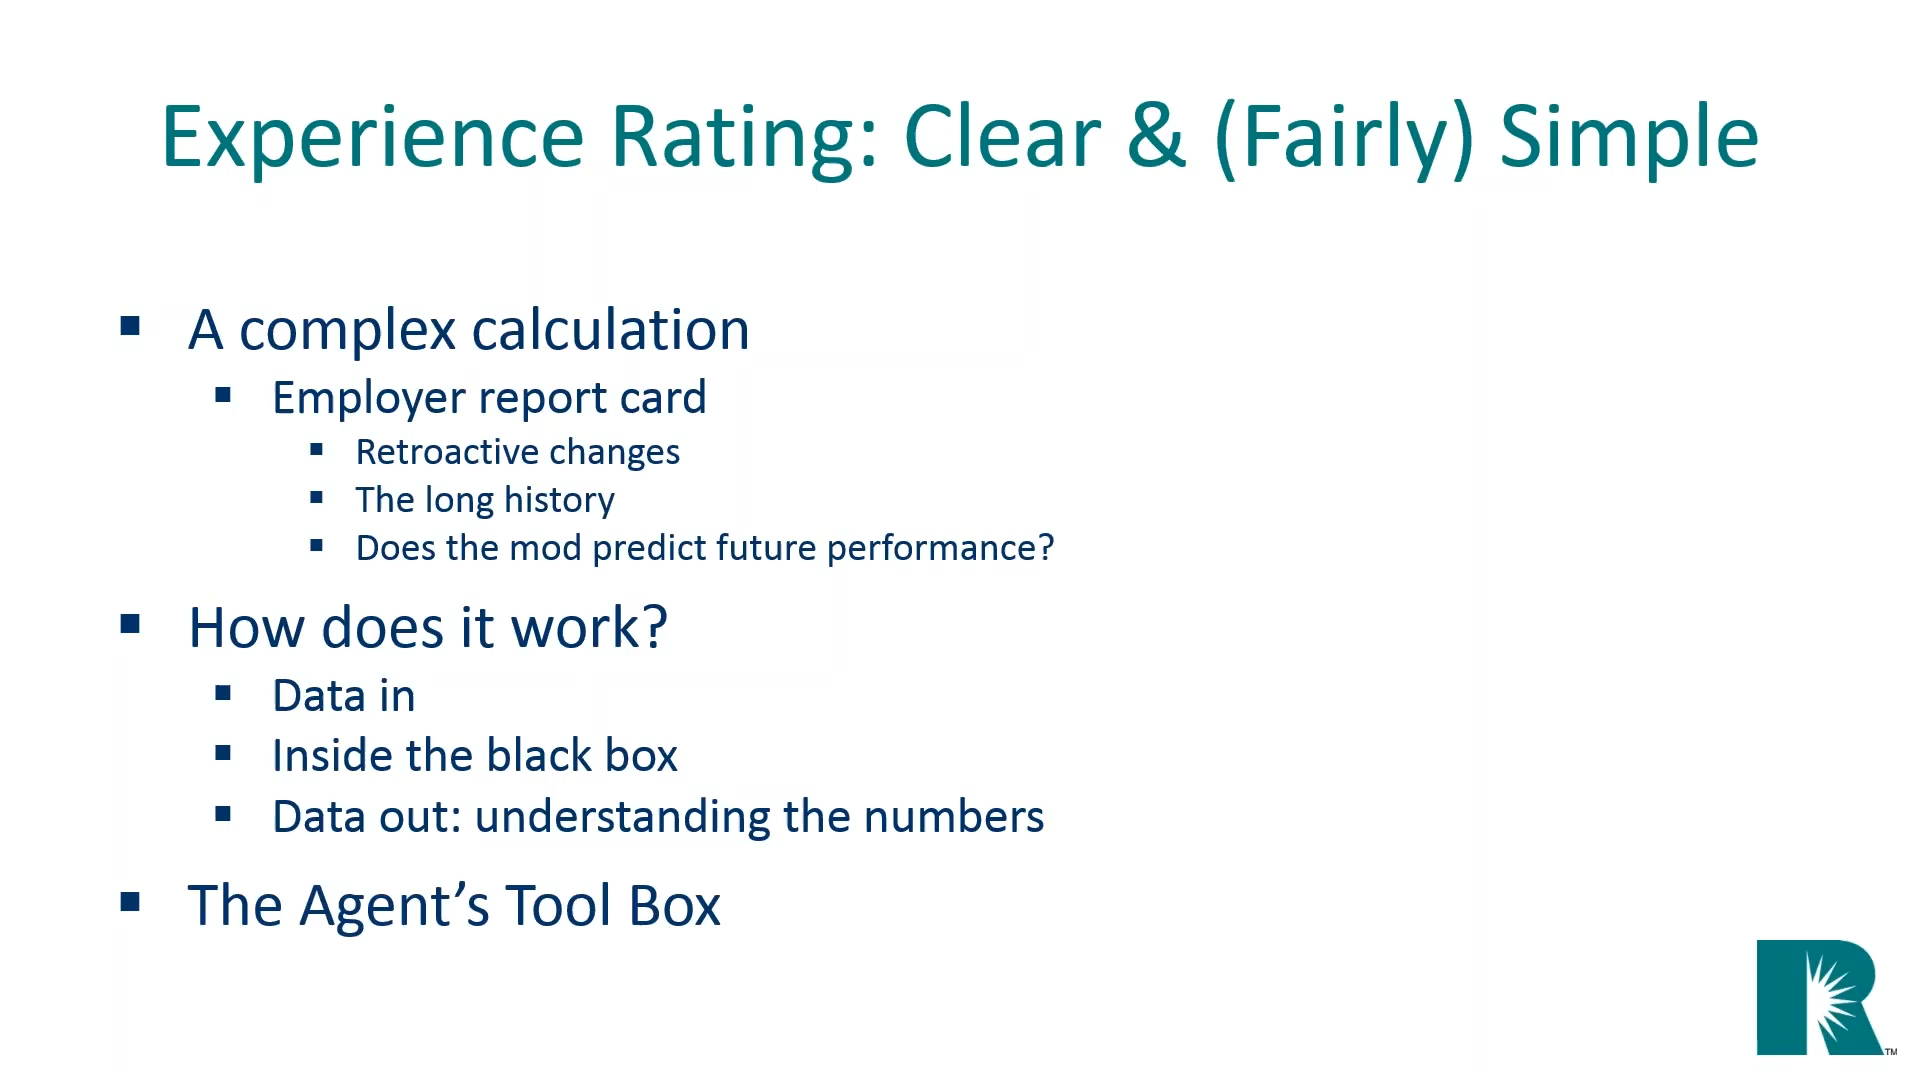 Experience Rating: Clear & (Fairly) Simple
▪ A complex calculation
▪ Employer report card
▪ Retroactive changes
▪ The long history
▪ Does the mod predict future performance?
▪ How does it work?
▪ Data in
▪ Inside the black box
▪ Data out: understanding the numbers
▪ The Agent’s Tool Box
R TM